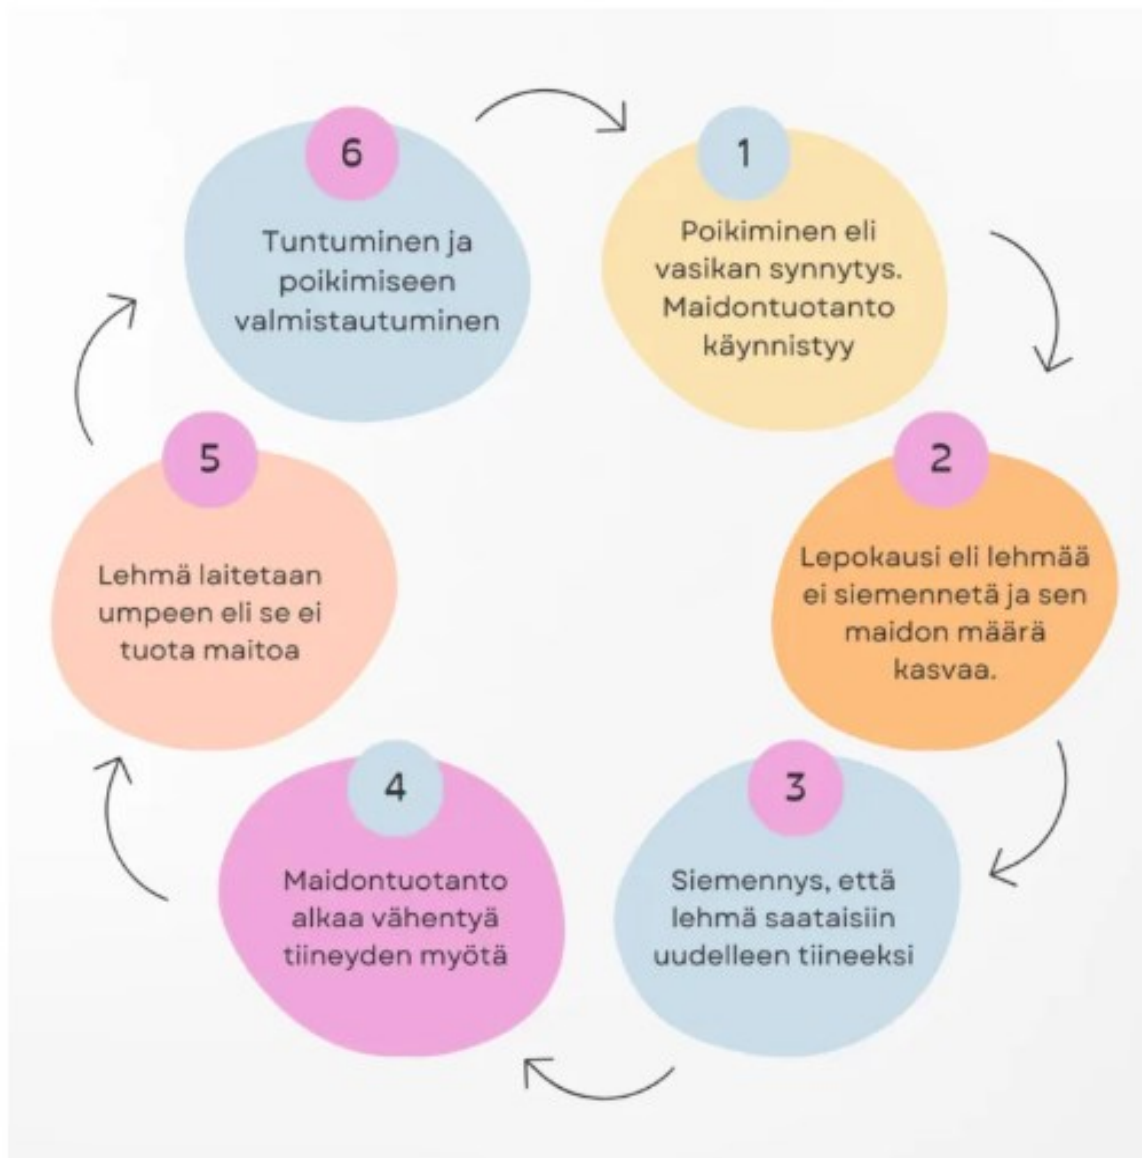 1
Poikiminen eli
vasikan synnytys.
Maidontuotanto
käynnistyy
2
Lepokausi eli lehmää
ei siemennetä ja sen
maidon määrä
kasvaa.
3
Siemennys, että
lehmä saataisiin
uudelleen tiineeksi
4
Maidontuotanto
alkaa vähentyä
tiineyden myötä
5
Lehmä laitetaan
umpeen eli se ei
tuota maitoa
6
Tuntuminen ja
poikimiseen
valmistautuminen